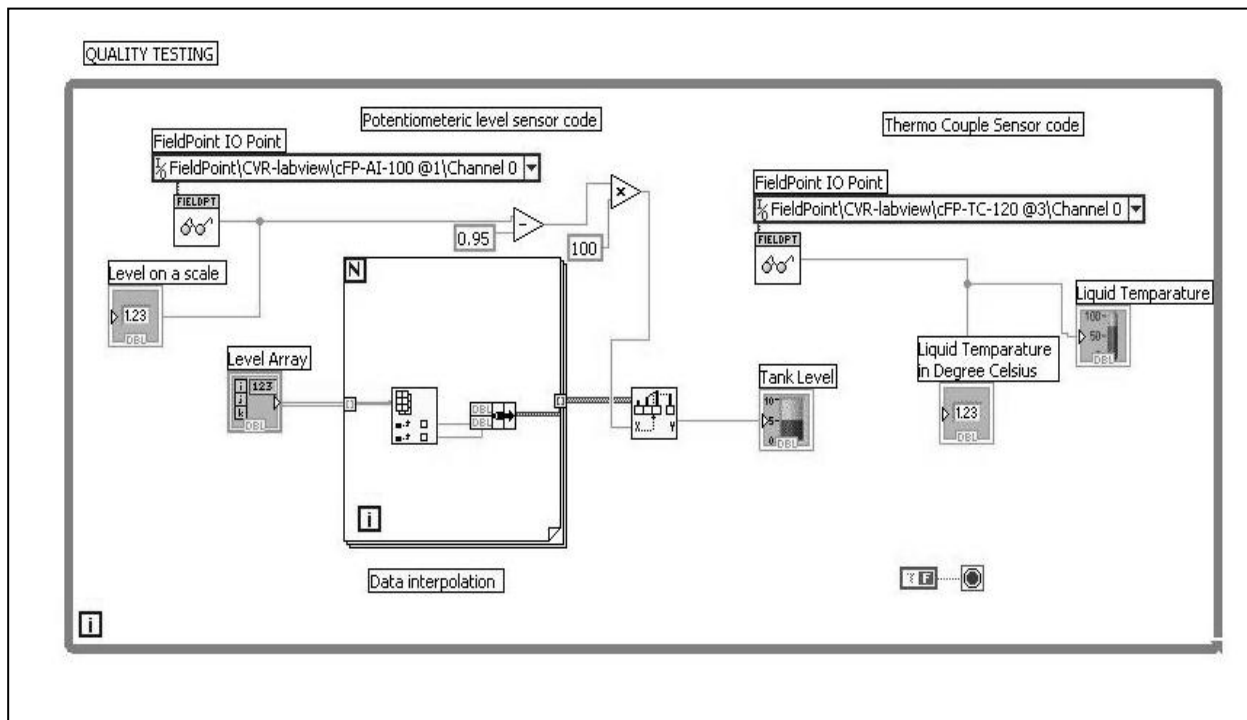 QUALITY TESTING
Potentiometeric level sensor code
Thermo Couple Sensor code
FieldPoint IO Point
I/O FieldPoint\CVR-labview\cFP-AI-100 @1\Channel 0
FIELDPT
0.95
100
Level on a scale
1.23
DBL
N
Level Array
i
j
k
123
DBL
DBL
DBL
X
Y
i
Data interpolation
Tank Level
10
5
0
DBL
FieldPoint IO Point
I/O FieldPoint\CVR-labview\cFP-TC-120 @3\Channel 0
FIELDPT
Liquid Temparature
100
50
DBL
Liquid Temparature
in Degree Celsius
1.23
DBL
F
i